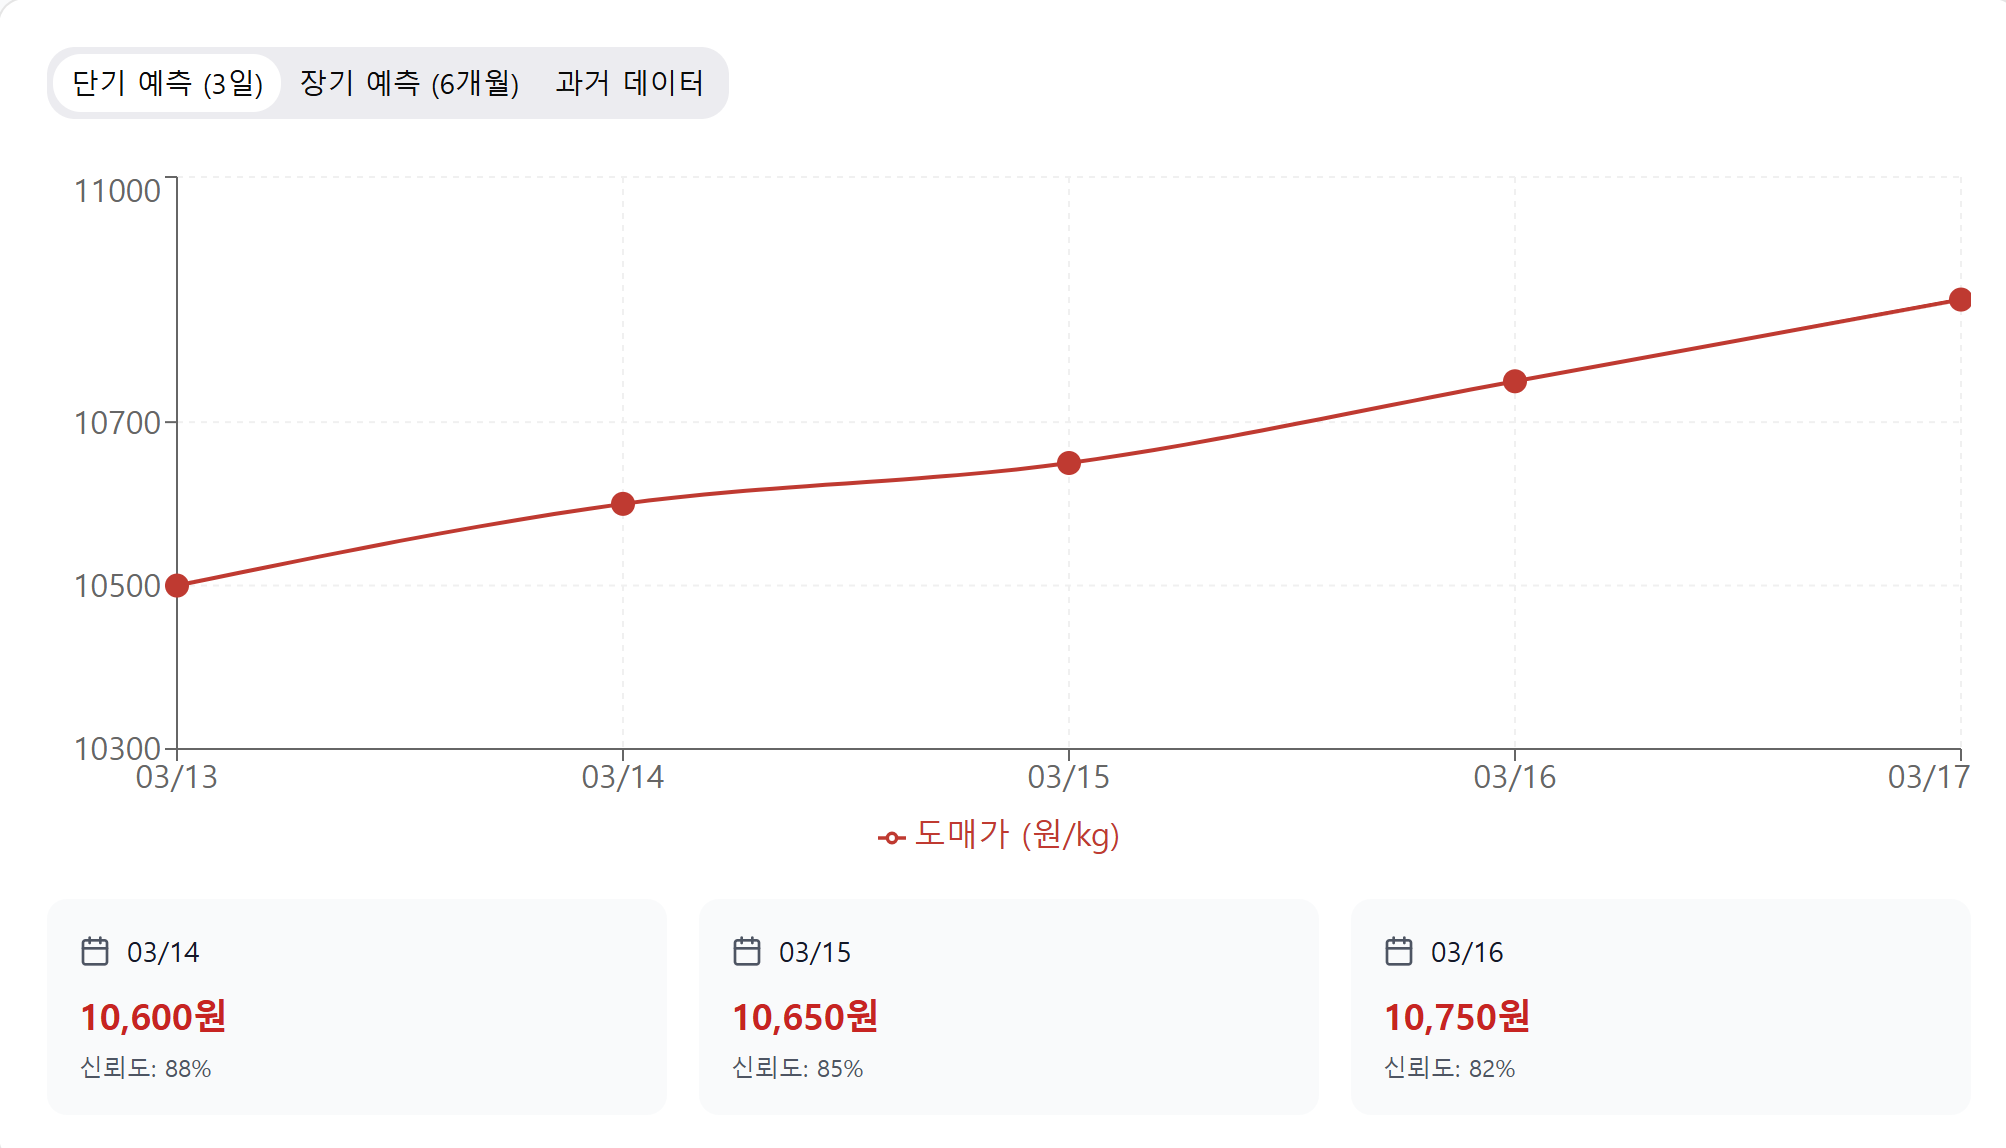 단기 예측 (3일) 장기 예측 (6개월) 과거 데이터
11000
10700
10500
10300
03/13 03/14 03/15 03/16 03/17
도매가 (원/kg)
03/14
10,600원
신뢰도: 88%
03/15
10,650원
신뢰도: 85%
03/16
10,750원
신뢰도: 82%